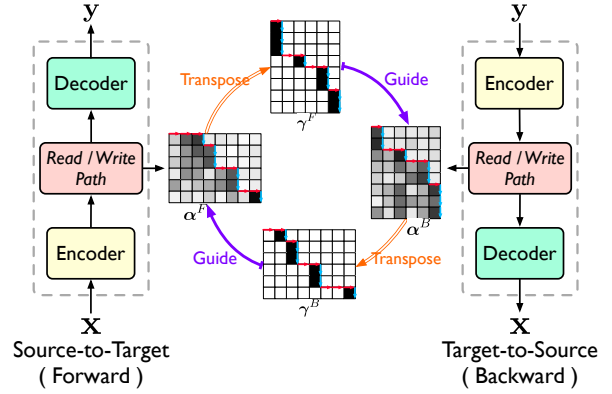 y
Decoder
Read / Write
Path
Encoder
x
Source-to-Target
( Forward )
Transpose
γ^F
Guide
α^F
α^B
Guide
γ^B
Transpose
y
Encoder
Read / Write
Path
Decoder
x
Target-to-Source
( Backward )